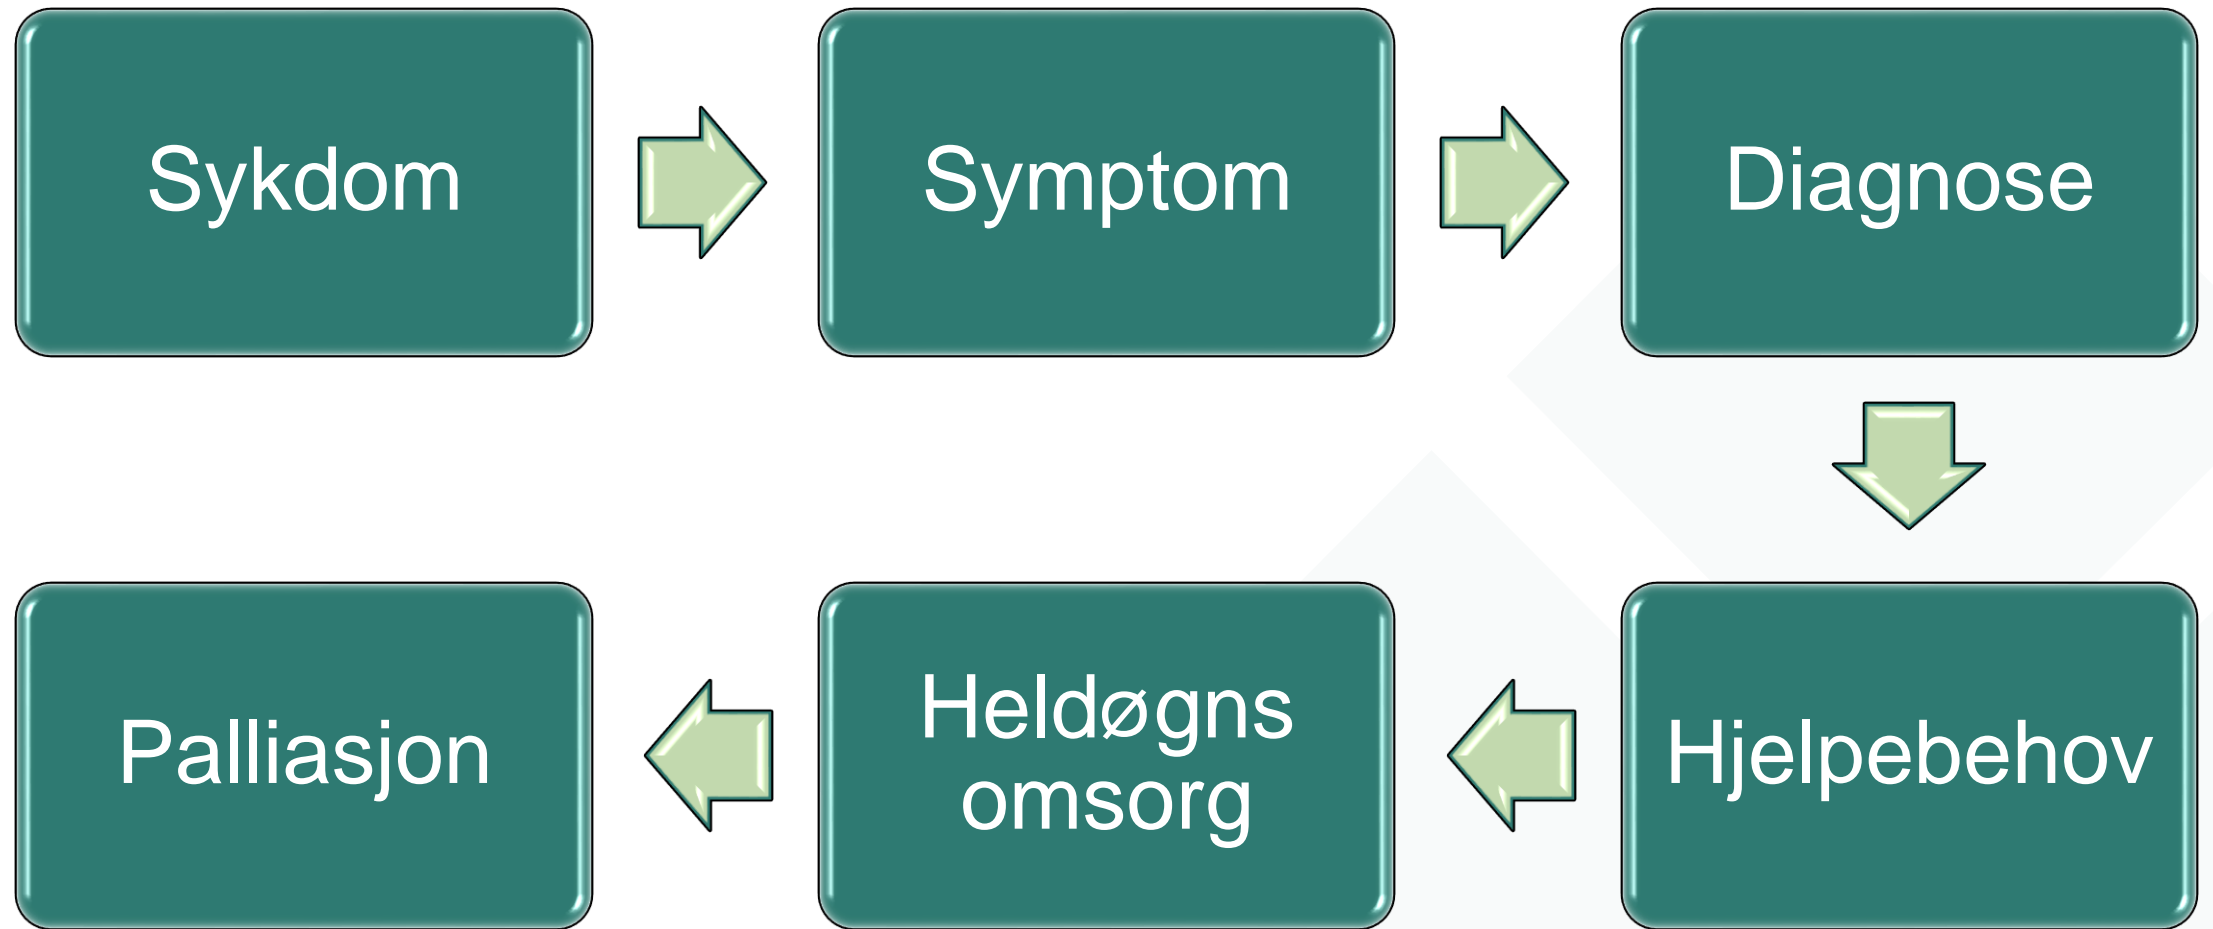 Sykdom
Symptom
Diagnose
Hjelpebehov
Heldøgns
omsorg
Palliasjon